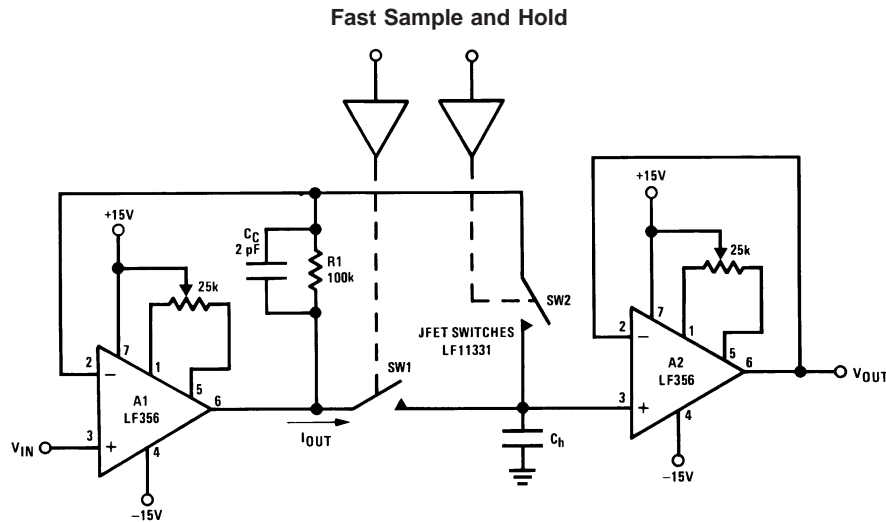 Fast Sample and Hold
+15V
25k
7
2
1
5
6
A1
LF356
VIN
3
4
–15V
CC
2 pF
R1
100k
IOUT
SW1
SW2
JFET SWITCHES
LF11331
Ch
+15V
25k
7
2
1
5
6
A2
LF356
3
4
–15V
VOUT